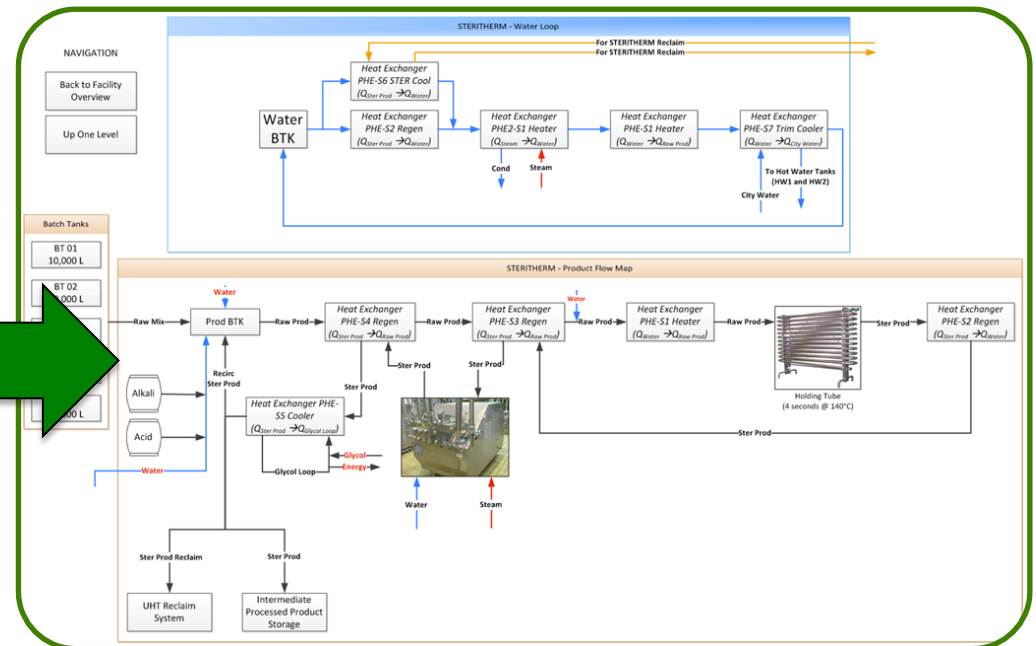 STERITHERM - Water Loop
NAVIGATION
Back to Facility
Overview
Up One Level
For STERITHERM Reclaim
For STERITHERM Reclaim
Heat Exchanger
PHE-S6 STER Cool
(QSter Prod →QWater)
Water
BTK
Heat Exchanger
PHE-S2 Regen
(QSter Prod →QWater)
Heat Exchanger
PHE2-S1 Heater
(QSteam →QWater)
Heat Exchanger
PHE-S1 Heater
(QWater →QRaw Prod)
Heat Exchanger
PHE-S7 Trim Cooler
(QWater →QCity Water)
Cond
Steam
City Water
To Hot Water Tanks
(HW1 and HW2)
Batch Tanks
BT 01
10,000 L
BT 02
STERITHERM - Product Flow Map
Water
Raw Mix
Prod BTK
Raw Prod
Heat Exchanger
PHE-S4 Regen
(QSter Prod →QRaw Prod)
Raw Prod
Heat Exchanger
PHE-S3 Regen
(QSter Prod →QRaw Prod)
Water
Raw Prod
Heat Exchanger
PHE-S1 Heater
(QWater →QRaw Prod)
Raw Prod
Holding Tube
(4 seconds @ 140°C)
Ster Prod
Heat Exchanger
PHE-S2 Regen
(QSter Prod →QWater)
Recirc
Ster Prod
Ster Prod
Ster Prod
Ster Prod
Alkali
Acid
Water
Heat Exchanger PHE-
S5 Cooler
(QSter Prod →QGlycol Loop)
Glycol
Energy
Glycol Loop
Water
Steam
Ster Prod
Ster Prod Reclaim
Ster Prod
UHT Reclaim
System
Intermediate
Processed Product
Storage